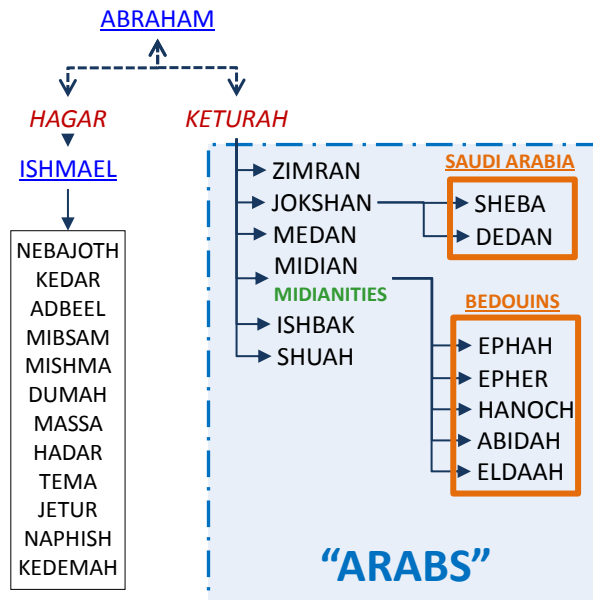 ABRAHAM
HAGAR
ISHMAEL
NEBAJOTH
KEDAR
ADBEEL
MIBSAM
MISHMA
DUMAH
MASSA
HADAR
TEMA
JETUR
NAPHISH
KEDEMAH
KETURAH
ZIMRAN
JOKSHAN
MEDAN
MIDIAN
MIDIANITIES
ISHBAK
SHUAH
SAUDI ARABIA
SHEBA
DEDAN
BEDOUINS
EPHAH
EPHER
HANOCH
ABIDAH
ELDAAH
“ARABS”